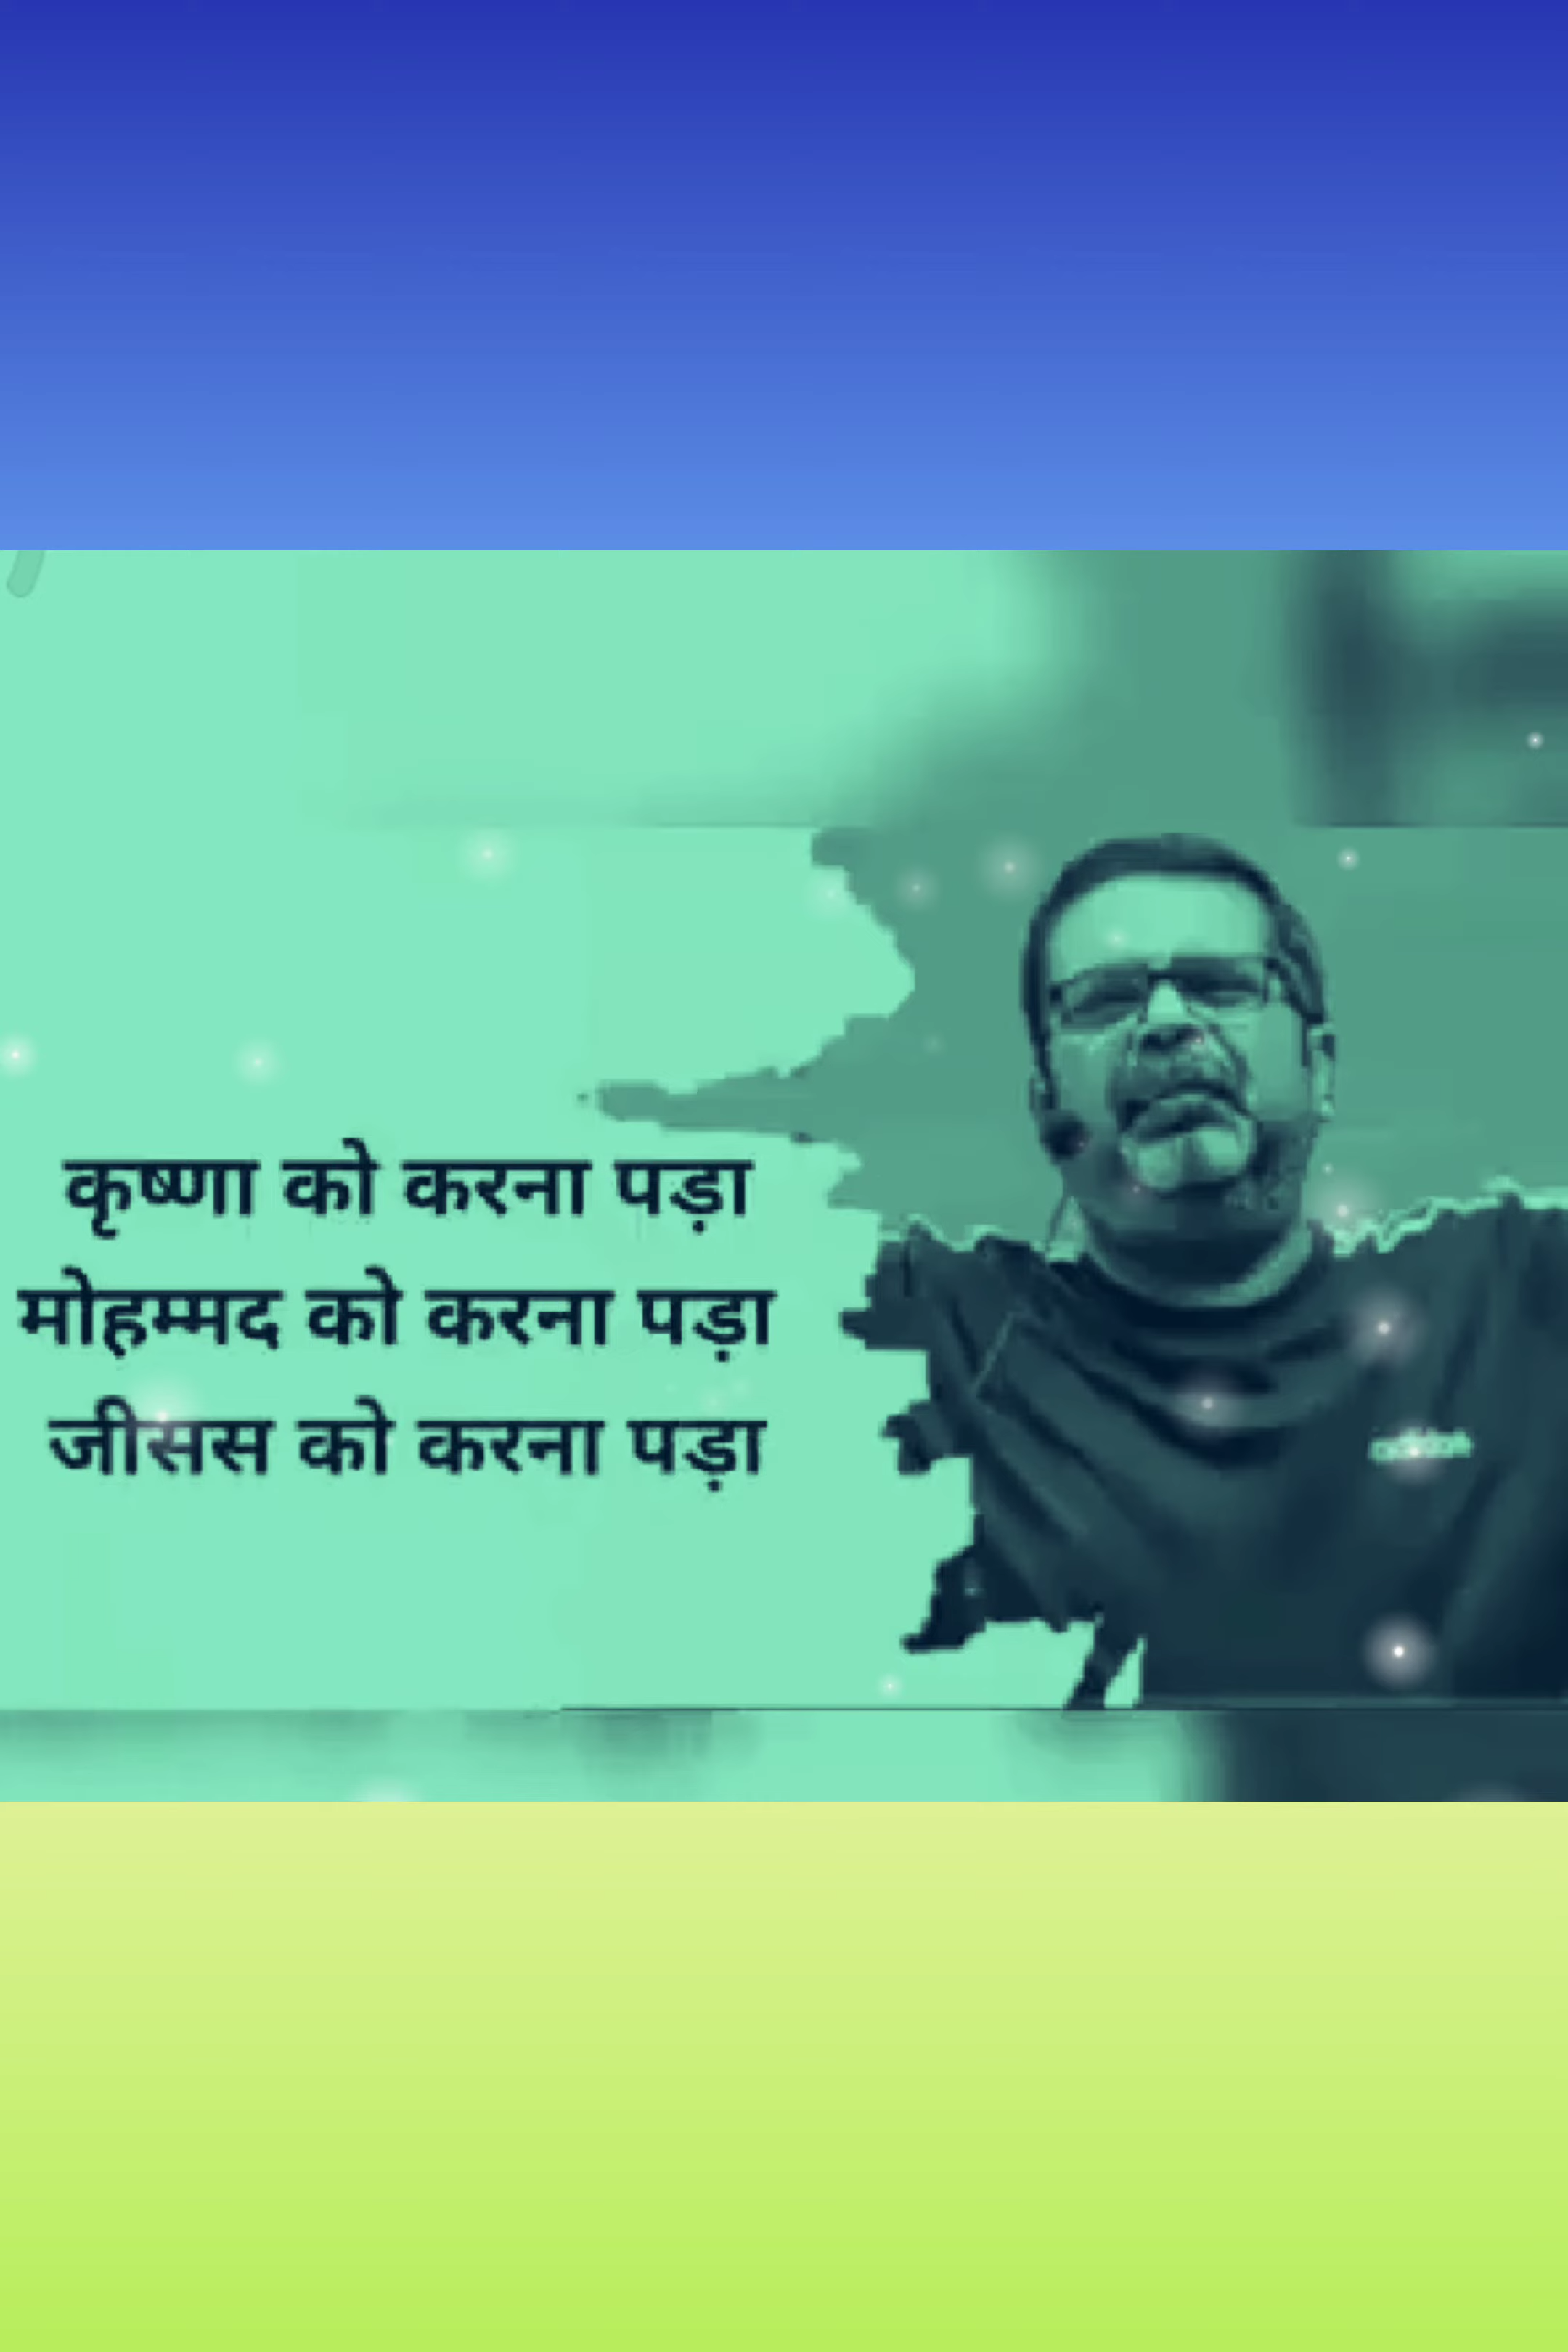 कृष्णा को करना पड़ा
मोहम्मद को करना पड़ा
जीसस को करना पड़ा